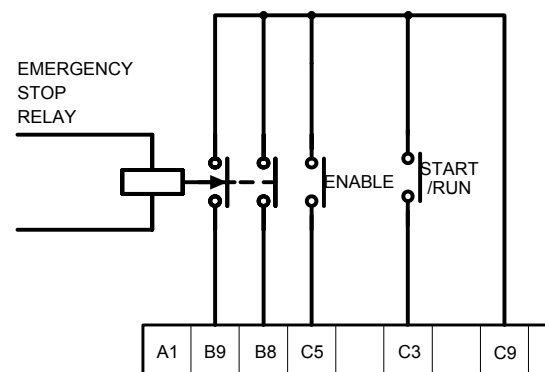 EMERGENCY
STOP
RELAY
ENABLE
START
/RUN
A1 B9 B8 C5 C3 C9